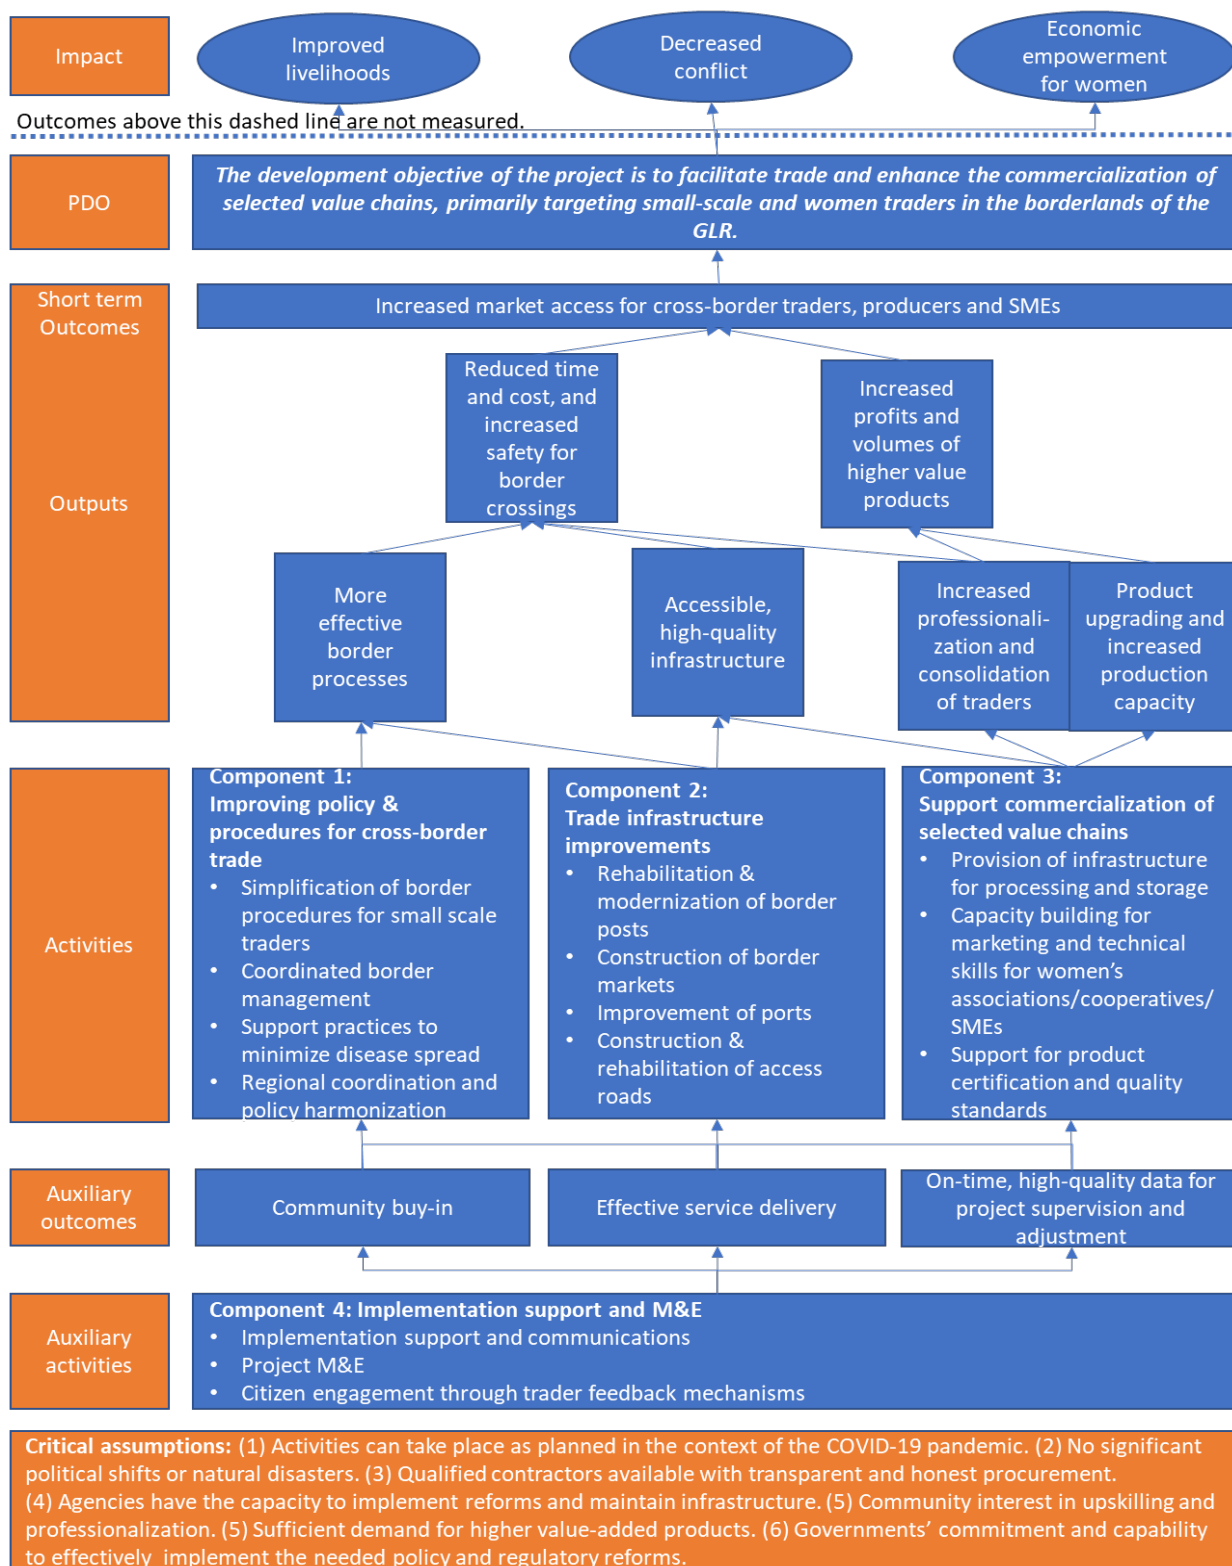 Impact
Improved
livelihoods
Decreased
conflict
Economic
empowerment
for women
Outcomes above this dashed line are not measured.
PDO
The development objective of the project is to facilitate trade and enhance the commercialization of
selected value chains, primarily targeting small-scale and women traders in the borderlands of the
GLR.
Short term
Outcomes
Increased market access for cross-border traders, producers and SMEs
Reduced time
and cost, and
increased
safety for
border
crossings
Increased
profits and
volumes of
higher value
products
Outputs
More
effective
border
processes
Accessible,
high-quality
infrastructure
Increased
professionali-
zation and
consolidation
of traders
Product
upgrading and
increased
production
capacity
Activities
Component 1:
Improving policy &
procedures for cross-border
trade
• Simplification of border
procedures for small scale
traders
• Coordinated border
management
• Support practices to
minimize disease spread
• Regional coordination and
policy harmonization
Component 2:
Trade infrastructure
improvements
• Rehabilitation &
modernization of border
posts
• Construction of border
markets
• Improvement of ports
• Construction &
rehabilitation of access
roads
Component 3:
Support commercialization of
selected value chains
• Provision of infrastructure
for processing and storage
• Capacity building for
marketing and technical
skills for women's
associations/cooperatives/
SMEs
• Support for product
certification and quality
standards
Auxiliary
outcomes
Community buy-in
Effective service delivery
On-time, high-quality data for
project supervision and
adjustment
Auxiliary
activities
Component 4: Implementation support and M&E
• Implementation support and communications
• Project M&E
• Citizen engagement through trader feedback mechanisms
Critical assumptions: (1) Activities can take place as planned in the context of the COVID-19 pandemic. (2) No significant
political shifts or natural disasters. (3) Qualified contractors available with transparent and honest procurement.
(4) Agencies have the capacity to implement reforms and maintain infrastructure. (5) Community interest in upskilling and
professionalization. (5) Sufficient demand for higher value-added products. (6) Governments' commitment and capability
to effectively implement the needed policy and regulatory reforms.